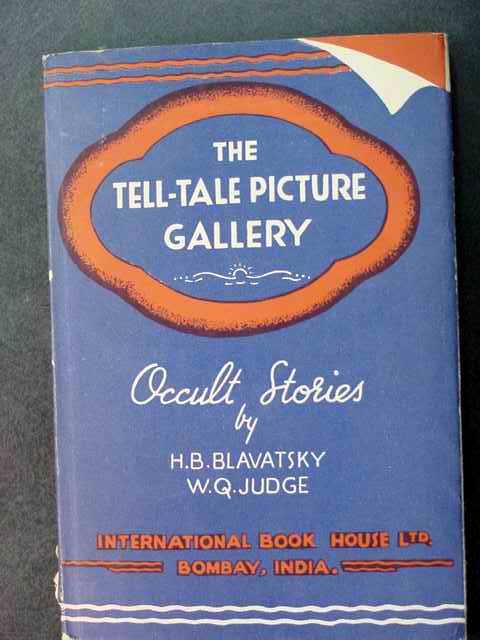 THE
TELL-TALE PICTURE
GALLERY
Occult Stories
by
H.B.BLAVATSKY
W.Q.JUDGE
INTERNATIONAL BOOK HOUSE LTD.
BOMBAY, INDIA.